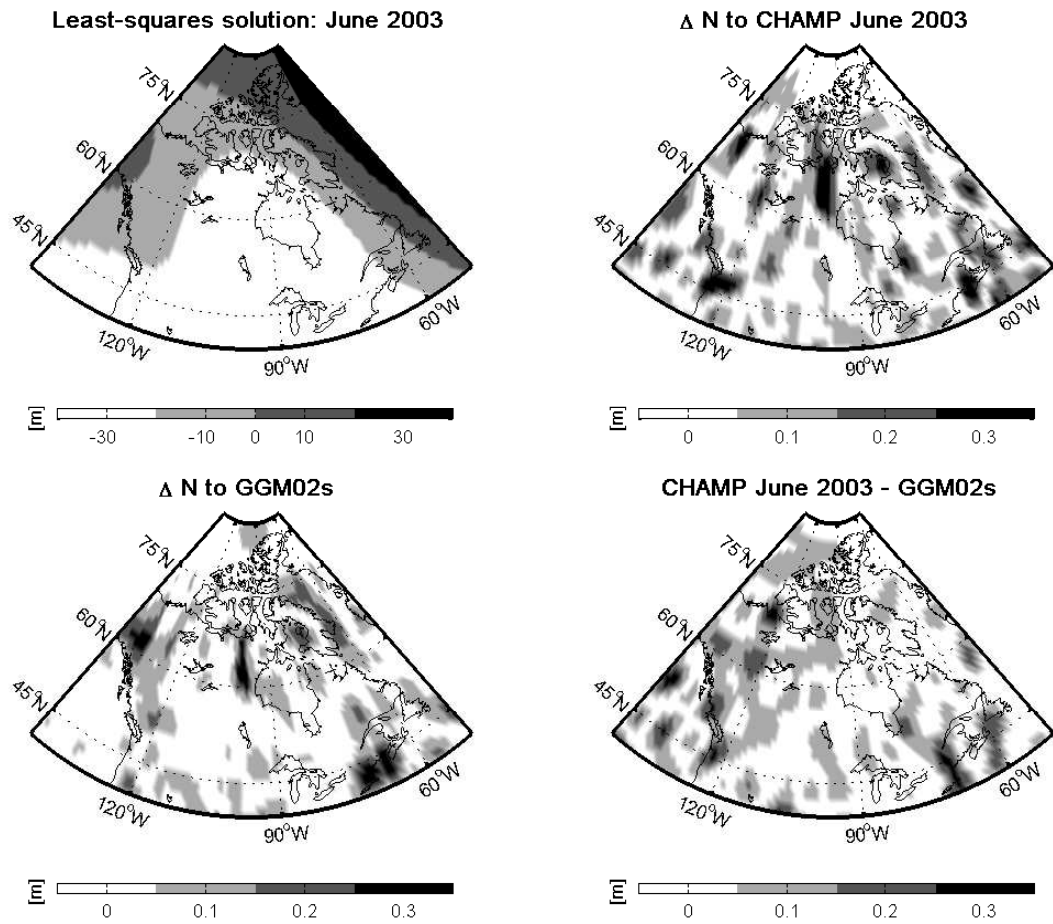 Least-squares solution: June 2003
75°N
60°N
45°N
120°W
90°W
60°W
[m]
-30 -10 0 10 30
Δ N to CHAMP June 2003
75°N
60°N
45°N
120°W
90°W
60°W
[m]
0 0.1 0.2 0.3
Δ N to GGM02s
75°N
60°N
45°N
120°W
90°W
60°W
[m]
0 0.1 0.2 0.3
CHAMP June 2003 - GGM02s
75°N
60°N
45°N
120°W
90°W
60°W
[m]
0 0.1 0.2 0.3